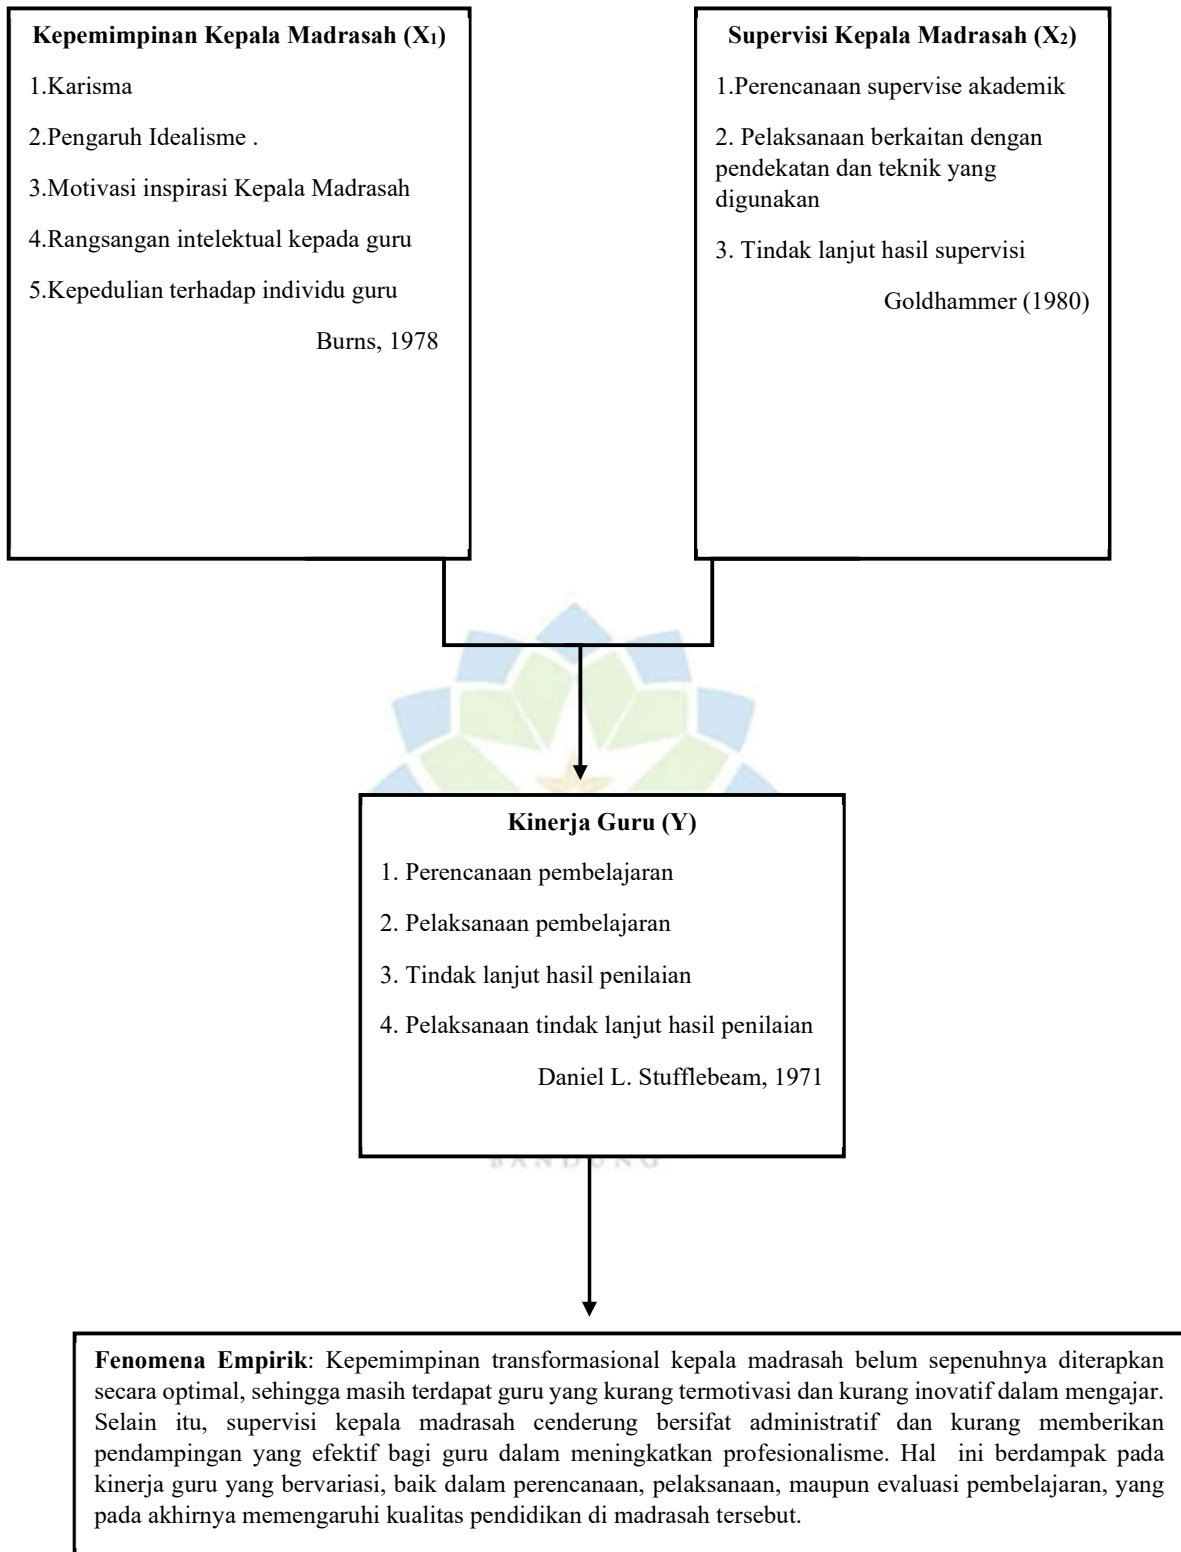 Kepemimpinan Kepala Madrasah (X₁)
1.Karisma
2.Pengaruh Idealisme .
3.Motivasi inspirasi Kepala Madrasah
4.Rangsangan intelektual kepada guru
5.Kepedulian terhadap individu guru
Burns, 1978
Supervisi Kepala Madrasah (X₂)
1.Perencanaan supervise akademik
2. Pelaksanaan berkaitan dengan
pendekatan dan teknik yang
digunakan
3. Tindak lanjut hasil supervisi
Goldhammer (1980)
Kinerja Guru (Y)
1. Perencanaan pembelajaran
2. Pelaksanaan pembelajaran
3. Tindak lanjut hasil penilaian
4. Pelaksanaan tindak lanjut hasil penilaian
Daniel L. Stufflebeam, 1971
BANDUNG
Fenomena Empirik: Kepemimpinan transformasional kepala madrasah belum sepenuhnya diterapkan
secara optimal, sehingga masih terdapat guru yang kurang termotivasi dan kurang inovatif dalam mengajar.
Selain itu, supervisi kepala madrasah cenderung bersifat administratif dan kurang memberikan
pendampingan yang efektif bagi guru dalam meningkatkan profesionalisme. Hal ini berdampak pada
kinerja guru yang bervariasi, baik dalam perencanaan, pelaksanaan, maupun evaluasi pembelajaran, yang
pada akhirnya memengaruhi kualitas pendidikan di madrasah tersebut.